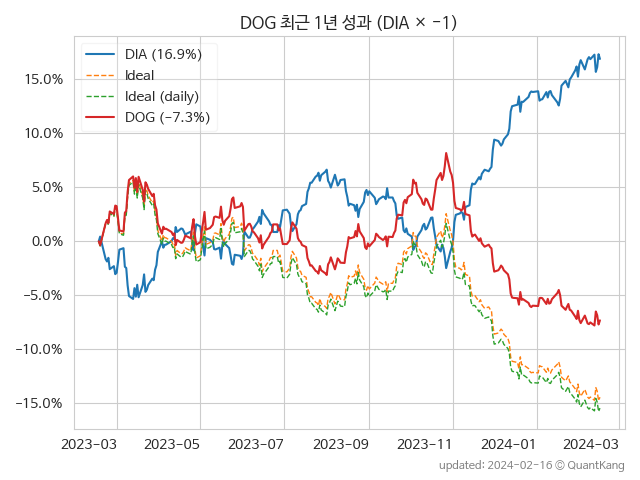 DOG 최근 1년 성과 (DIA × −1)
DIA (16.9%)
Ideal
Ideal (daily)
DOG (−7.3%)
15.0%
10.0%
5.0%
0.0%
−5.0%
−10.0%
−15.0%
2023-03 2023-05 2023-07 2023-09 2023-11 2024-01 2024-03
updated: 2024-02-16 © QuantKang